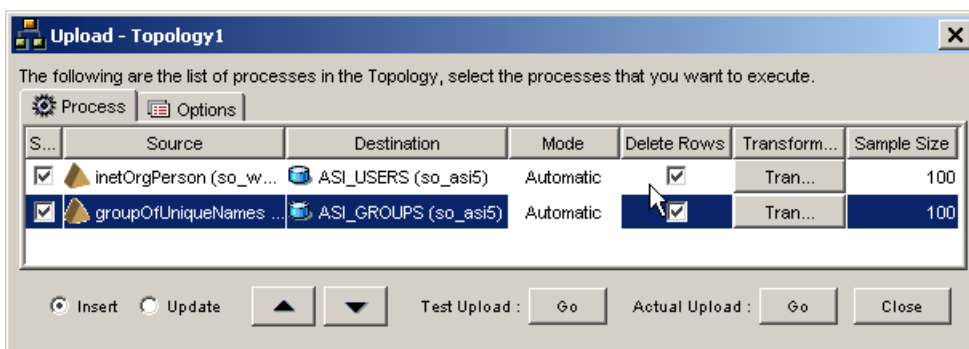 Upload - Topology1
The following are the list of processes in the Topology, select the processes that you want to execute.
Process Options
S... Source Destination Mode Delete Rows Transform... Sample Size
inetOrgPerson (so_w... ASI_USERS (so_asi5) Automatic Tran... 100
groupOfUniqueNames ... ASI_GROUPS (so_asi5) Automatic Tran... 100
Insert Update Test Upload : Go Actual Upload : Go Close